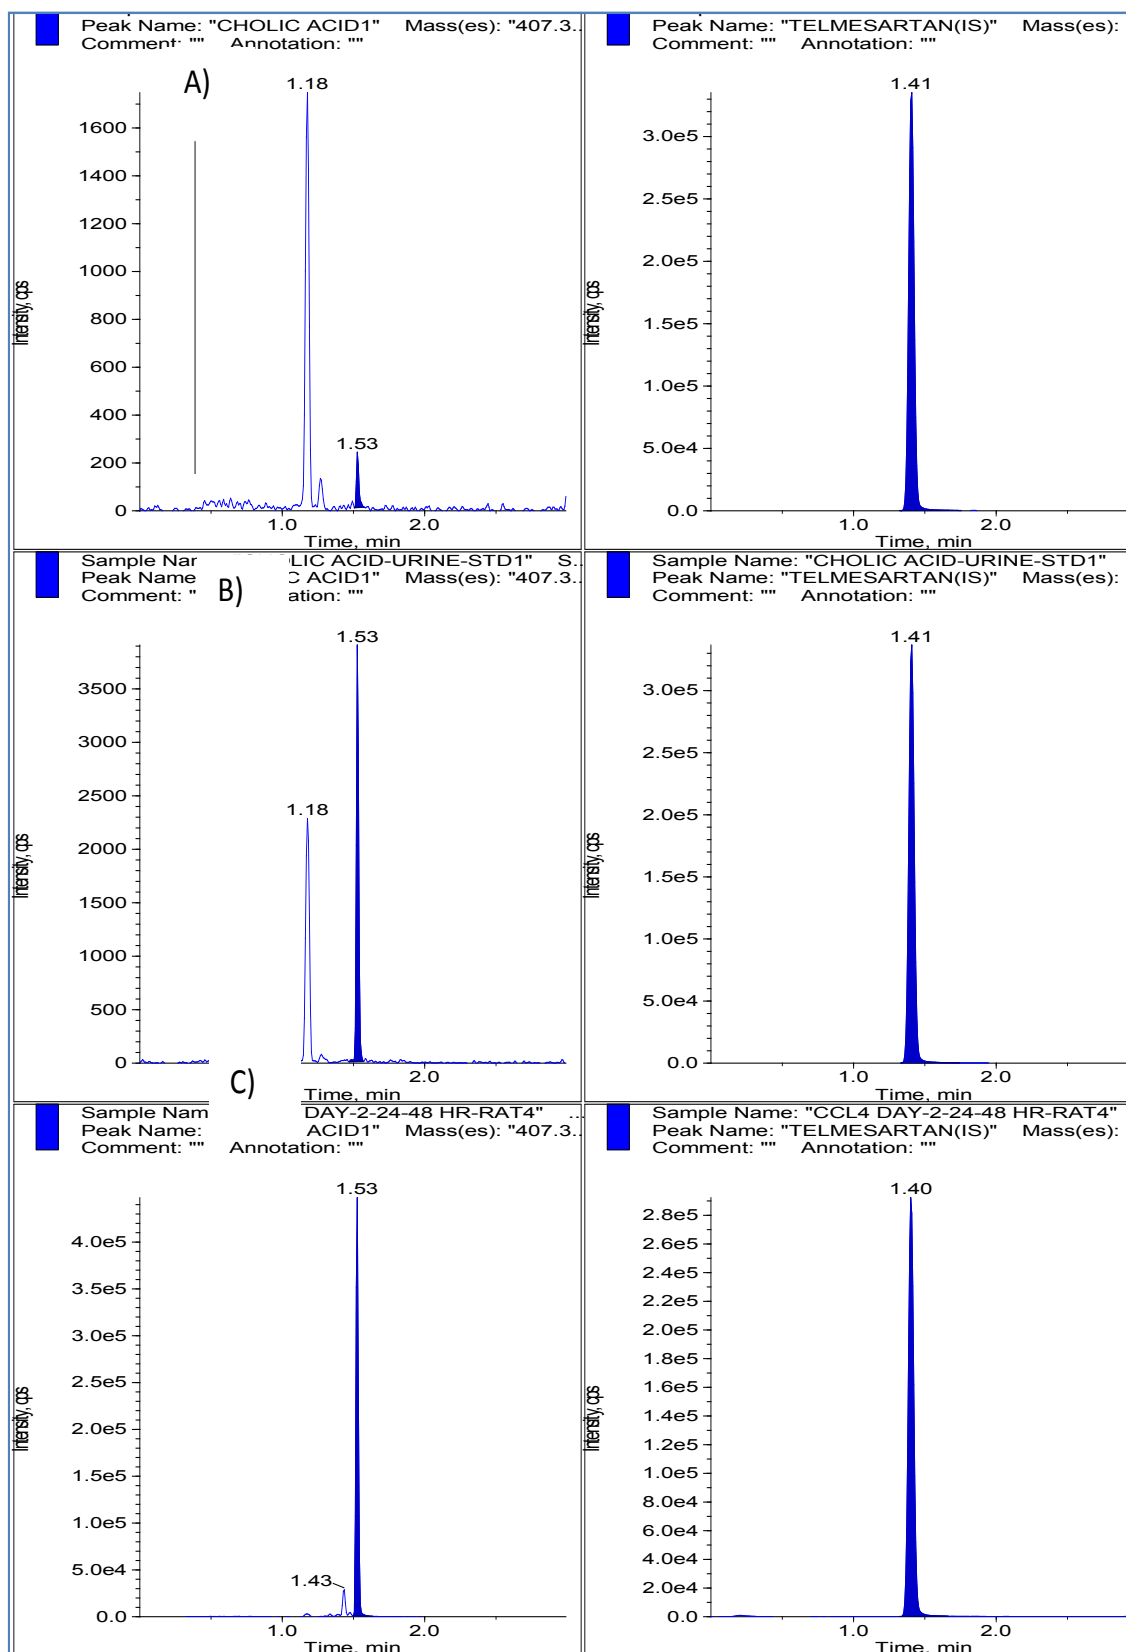 Peak Name: "CHOLIC ACID1" Mass(es): "407.3...
Comment: "" Annotation: ""
A)
1.18
1.53
1600
1400
1200
1000
800
600
400
200
0
Intensity, cps
1.0 2.0
Time, min
Peak Name: "TELMESARTAN(IS)" Mass(es):
Comment: "" Annotation: ""
1.41
3.0e5
2.5e5
2.0e5
1.5e5
1.0e5
5.0e4
0.0
Intensity, cps
1.0 2.0
Time, min
Sample Nar LIC ACID-URINE-STD1" S...
Peak Name C ACID1" Mass(es): "407.3...
Comment: " ation: ""
B)
1.53
1.18
3500
3000
2500
2000
1500
1000
500
0
Intensity, cps
2.0
Time, min
Sample Name: "CHOLIC ACID-URINE-STD1"
Peak Name: "TELMESARTAN(IS)" Mass(es):
Comment: "" Annotation: ""
1.41
3.0e5
2.5e5
2.0e5
1.5e5
1.0e5
5.0e4
0.0
Intensity, cps
1.0 2.0
Time, min
C)
Sample Nam DAY-2-24-48 HR-RAT4" ...
Peak Name: ACID1" Mass(es): "407.3...
Comment: "" Annotation: ""
1.53
1.43
4.0e5
3.5e5
3.0e5
2.5e5
2.0e5
1.5e5
1.0e5
5.0e4
0.0
Intensity, cps
1.0 2.0
Time, min
Sample Name: "CCL4 DAY-2-24-48 HR-RAT4"
Peak Name: "TELMESARTAN(IS)" Mass(es):
Comment: "" Annotation: ""
1.40
2.8e5
2.6e5
2.4e5
2.2e5
2.0e5
1.8e5
1.6e5
1.4e5
1.2e5
1.0e5
8.0e4
6.0e4
4.0e4
2.0e4
0.0
Intensity, cps
1.0 2.0
Time, min